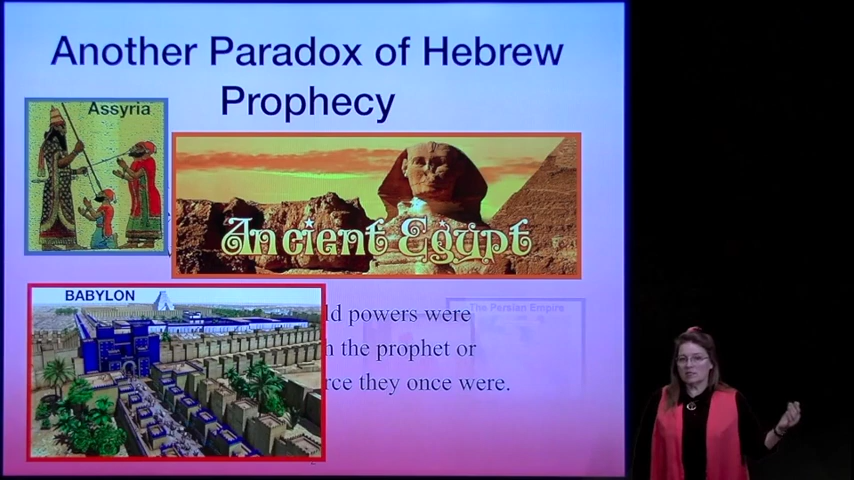 Another Paradox of Hebrew
Prophecy
Assyria
Ancient Egypt
BABYLON
The Persian Empire
powers were
the prophet or
they once were.